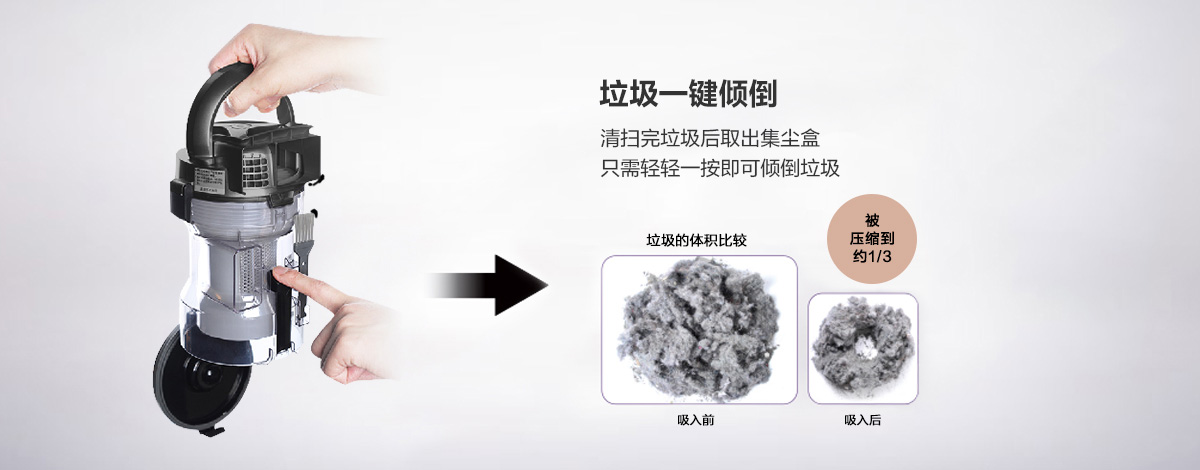 垃圾一键倾倒
清扫完垃圾后取出集尘盒
只需轻轻一按即可倾倒垃圾
垃圾的体积比较
被
压缩到
约1/3
吸入前
吸入后